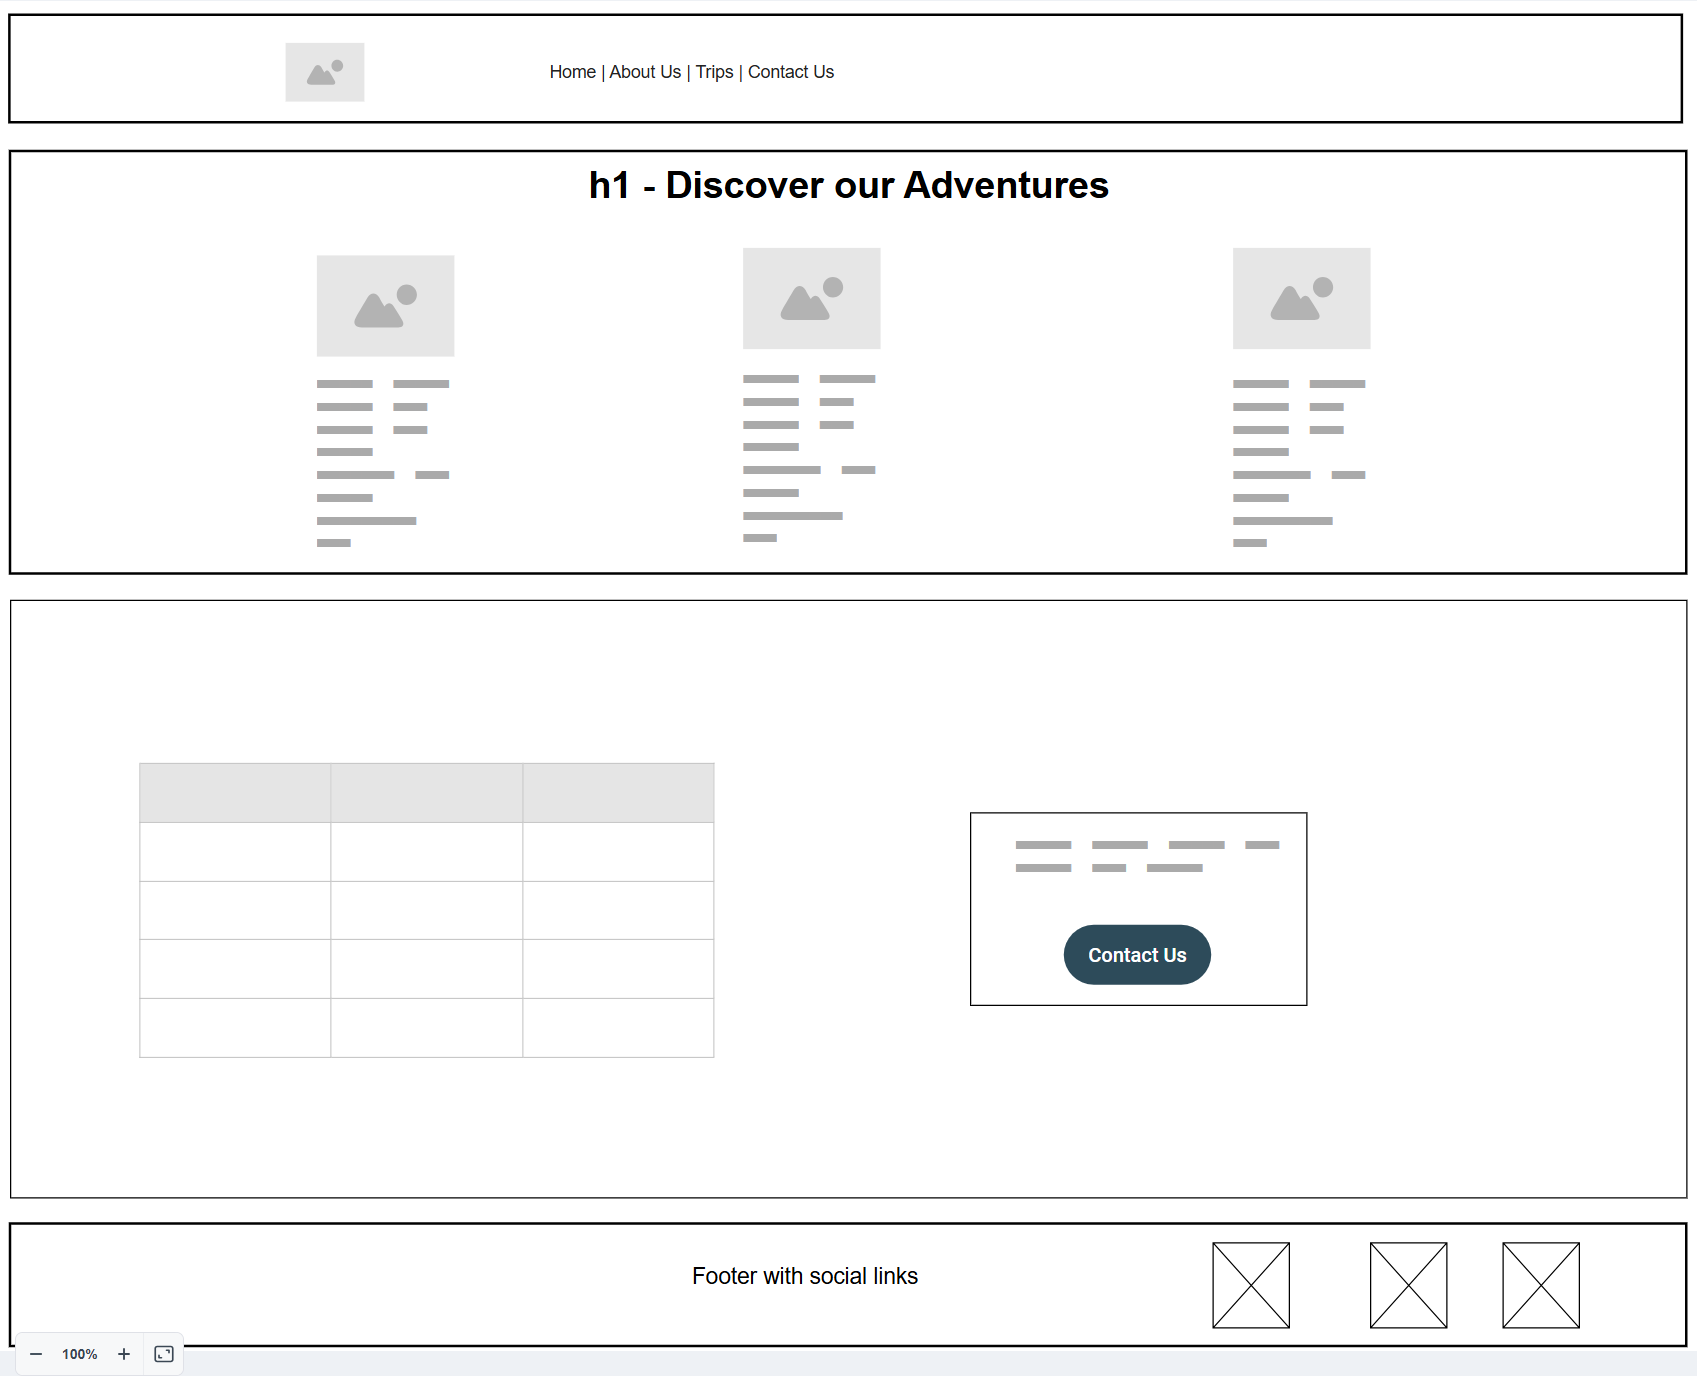 Home | About Us | Trips | Contact Us
h1 - Discover our Adventures
Contact Us
Footer with social links
100%